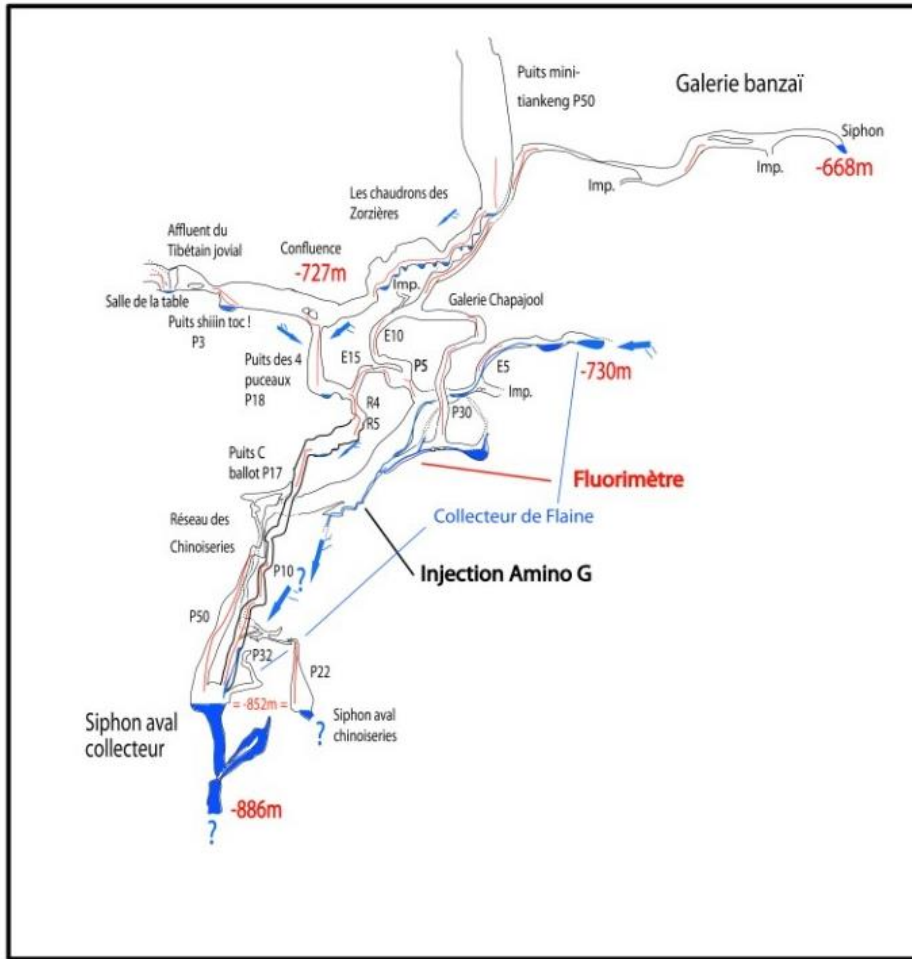 Puits mini-
tiankeng P50
Galerie banzaï
Siphon
-668m
Imp.
Imp.
Les chaudrons des
Zorzières
Affluent du
Tibétain jovial
Confluence
-727m
Imp.
Salle de la table
Galerie Chapajool
Puits shiiin toc !
P3
E10
E15
P5
E5
-730m
Imp.
Puits des 4
puceaux
P18
R4
R5
P30
Puits C
ballot P17
Fluorimètre
Collecteur de Flaine
Réseau des
Chinoiseries
Injection Amino G
P10
?
P50
P32
P22
= -852m =
Siphon aval
collecteur
Siphon aval
chinoiseries
?
-886m
?